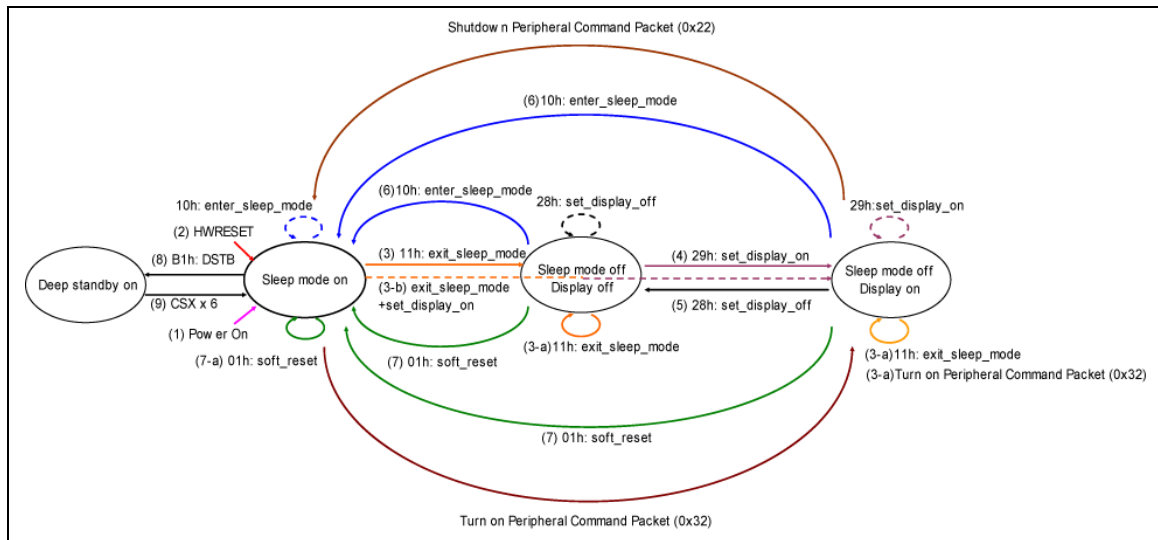 Shutdown Peripheral Command Packet (0x22)
(6)10h: enter_sleep_mode
(6)10h: enter_sleep_mode
10h: enter_sleep_mode
28h: set_display_off
29h:set_display_on
(2) HWRESET
(8) B1h: DSTB
(3) 11h: exit_sleep_mode
(4) 29h: set_display_on
Deep standby on
Sleep mode on
Sleep mode off
Display off
Sleep mode off
Display on
(9) CSX x 6
(3-b) exit_sleep_mode
+set_display_on
(5) 28h: set_display_off
(1) Power On
(7-a) 01h: soft_reset
(7) 01h: soft_reset
(3-a)11h: exit_sleep_mode
(3-a)11h: exit_sleep_mode
(3-a)Turn on Peripheral Command Packet (0x32)
(7) 01h: soft_reset
Turn on Peripheral Command Packet (0x32)